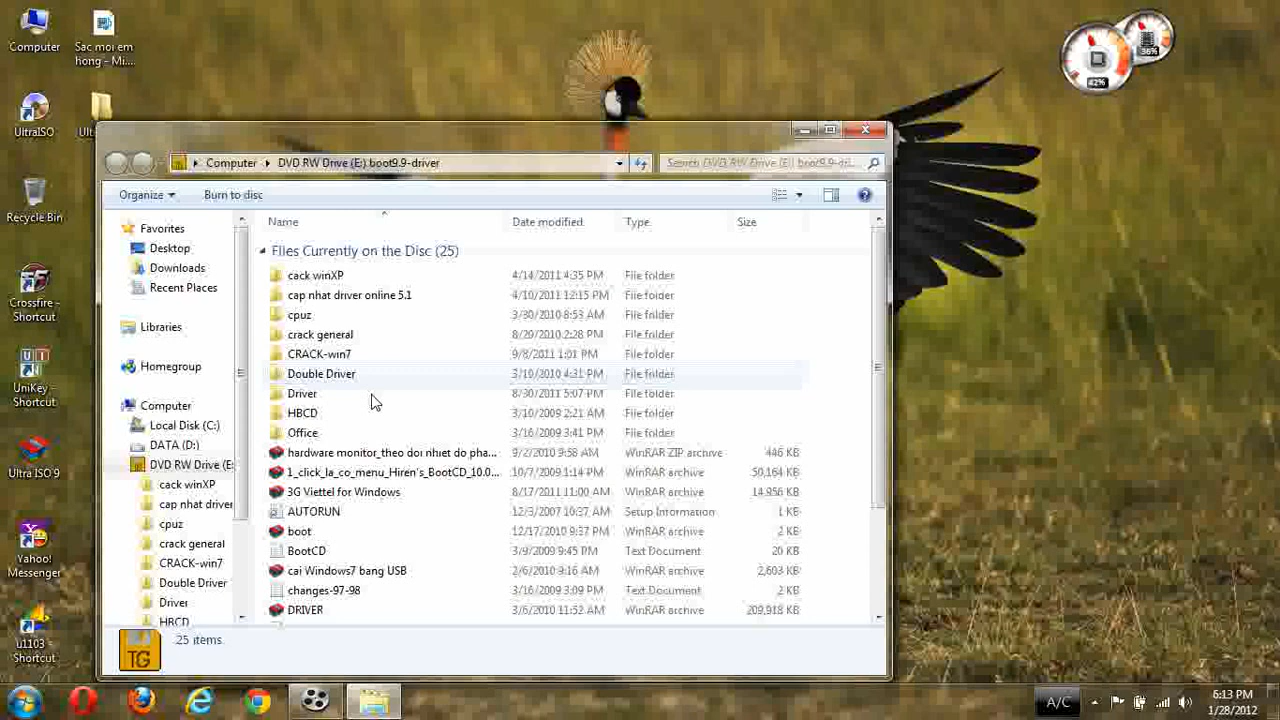 Computer
Sac moi em
hong - Mi...
42%
36%
UltraISO
Recycle Bin
Crossfire -
Shortcut
UniKey -
Shortcut
Ultra ISO 9
Yahoo!
Messenger
u1103 -
Shortcut
Computer DVD RW Drive (E:) boot9.9-driver
Search DVD RW Drive (E:) boot9.9-dri...
Organize Burn to disc
Name Date modified Type Size
Favorites
Desktop
Downloads
Recent Places
Libraries
Homegroup
Computer
Local Disk (C:)
DATA (D:)
DVD RW Drive (E:
cack winXP
cap nhat driver
cpuz
crack general
CRACK-win7
Double Driver
Driver
HBCD
Files Currently on the Disc (25)
cack winXP 4/14/2011 4:35 PM File folder
cap nhat driver online 5.1 4/10/2011 12:15 PM File folder
cpuz 3/30/2010 8:53 AM File folder
crack general 8/29/2010 2:28 PM File folder
CRACK-win7 9/8/2011 1:01 PM File folder
Double Driver 3/19/2010 4:31 PM File folder
Driver 8/30/2011 5:07 PM File folder
HBCD 3/10/2009 2:21 AM File folder
Office 3/16/2009 3:41 PM File folder
hardware monitor_theo doi nhiet do pha... 9/2/2010 9:58 AM WinRAR ZIP archive 446 KB
1_click_la_co_menu_Hiren's_BootCD_10.0... 10/7/2009 1:14 PM WinRAR archive 50,164 KB
3G Viettel for Windows 8/17/2011 11:00 AM WinRAR archive 14,956 KB
AUTORUN 12/3/2007 10:37 AM Setup Information 1 KB
boot 12/17/2010 9:37 PM WinRAR archive 2 KB
BootCD 3/9/2009 9:45 PM Text Document 20 KB
cai Windows7 bang USB 2/6/2010 9:16 AM WinRAR archive 2,603 KB
changes-97-98 3/16/2009 3:09 PM Text Document 2 KB
DRIVER 3/6/2010 11:52 AM WinRAR archive 209,918 KB
TG
25 items
A/C
6:13 PM
1/28/2012